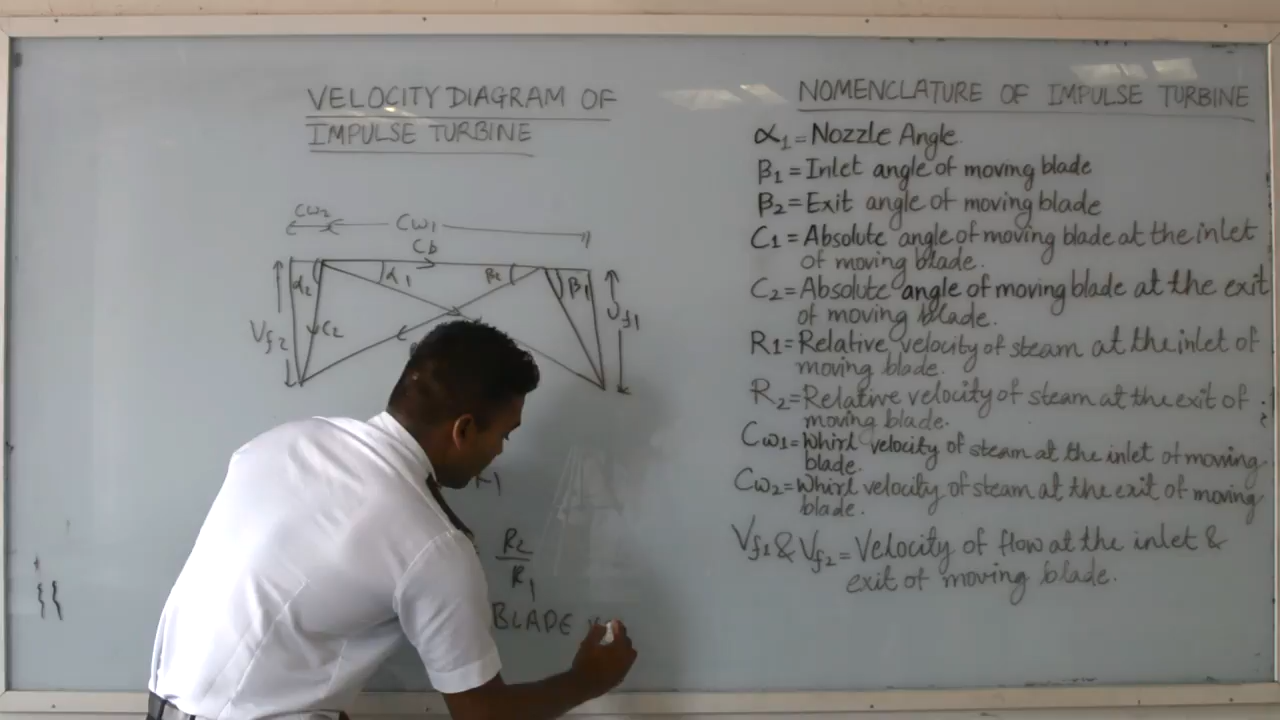 VELOCITY DIAGRAM OF
IMPULSE TURBINE
Cw2
Cw1
Cb
α2
α1
B2
B1
Vf2
C2
f1
R2
R1
BLADE
NOMENCLATURE OF IMPULSE TURBINE
α1 = Nozzle Angle.
B1 = Inlet angle of moving blade
B2 = Exit angle of moving blade
C1 = Absolute angle of moving blade at the inlet
of moving blade.
C2 = Absolute angle of moving blade at the exit
of moving blade.
R1 = Relative velocity of steam at the inlet of
moving blade.
R2 = Relative velocity of steam at the exit of
moving blade.
Cw1 = Whirl velocity of steam at the inlet of moving
blade.
Cw2 = Whirl velocity of steam at the exit of moving
blade.
Vf1 & Vf2 = Velocity of flow at the inlet &
exit of moving blade.